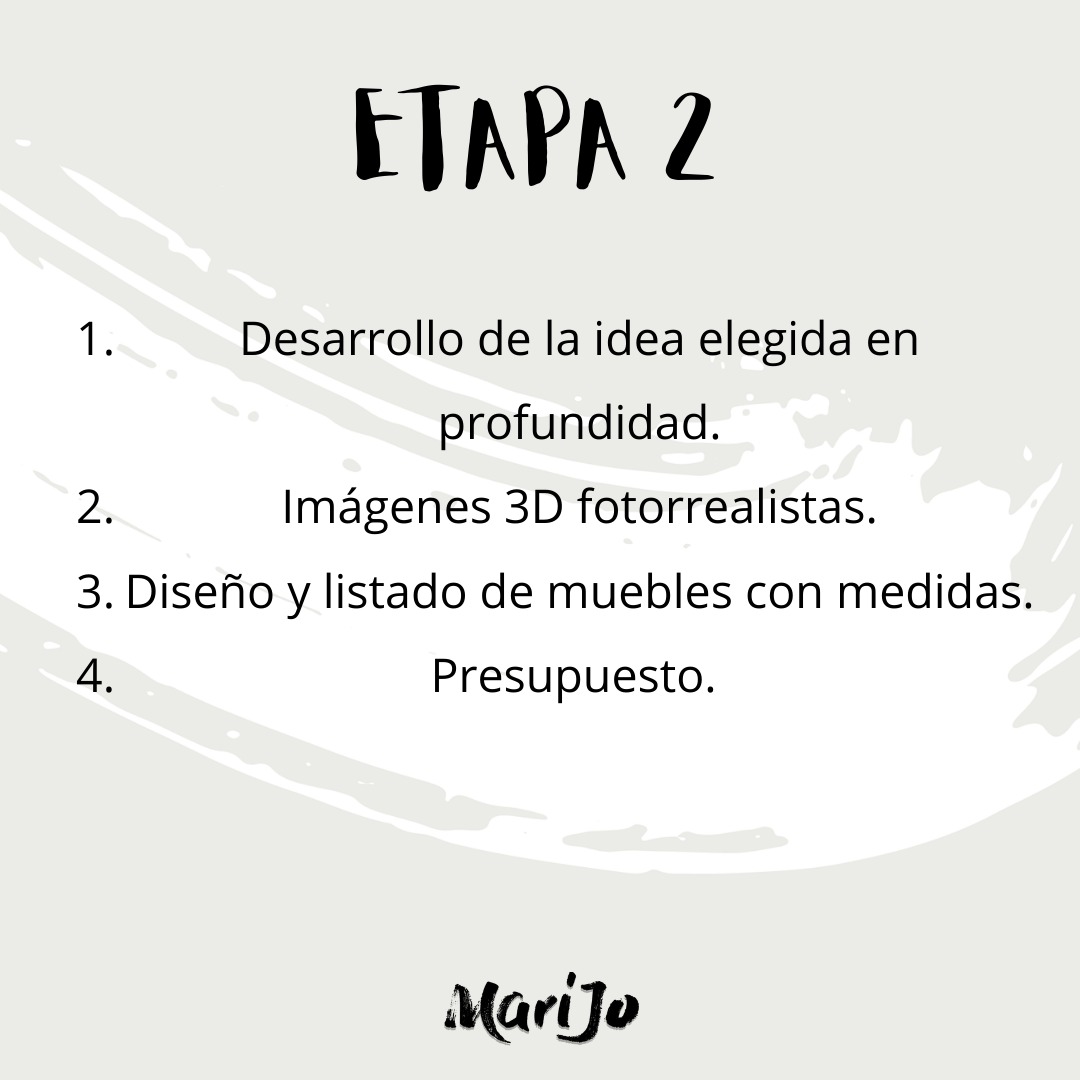 ETAPA 2
1. Desarrollo de la idea elegida en
profundidad.
2. Imágenes 3D fotorrealistas.
3. Diseño y listado de muebles con medidas.
4. Presupuesto.
MariJo